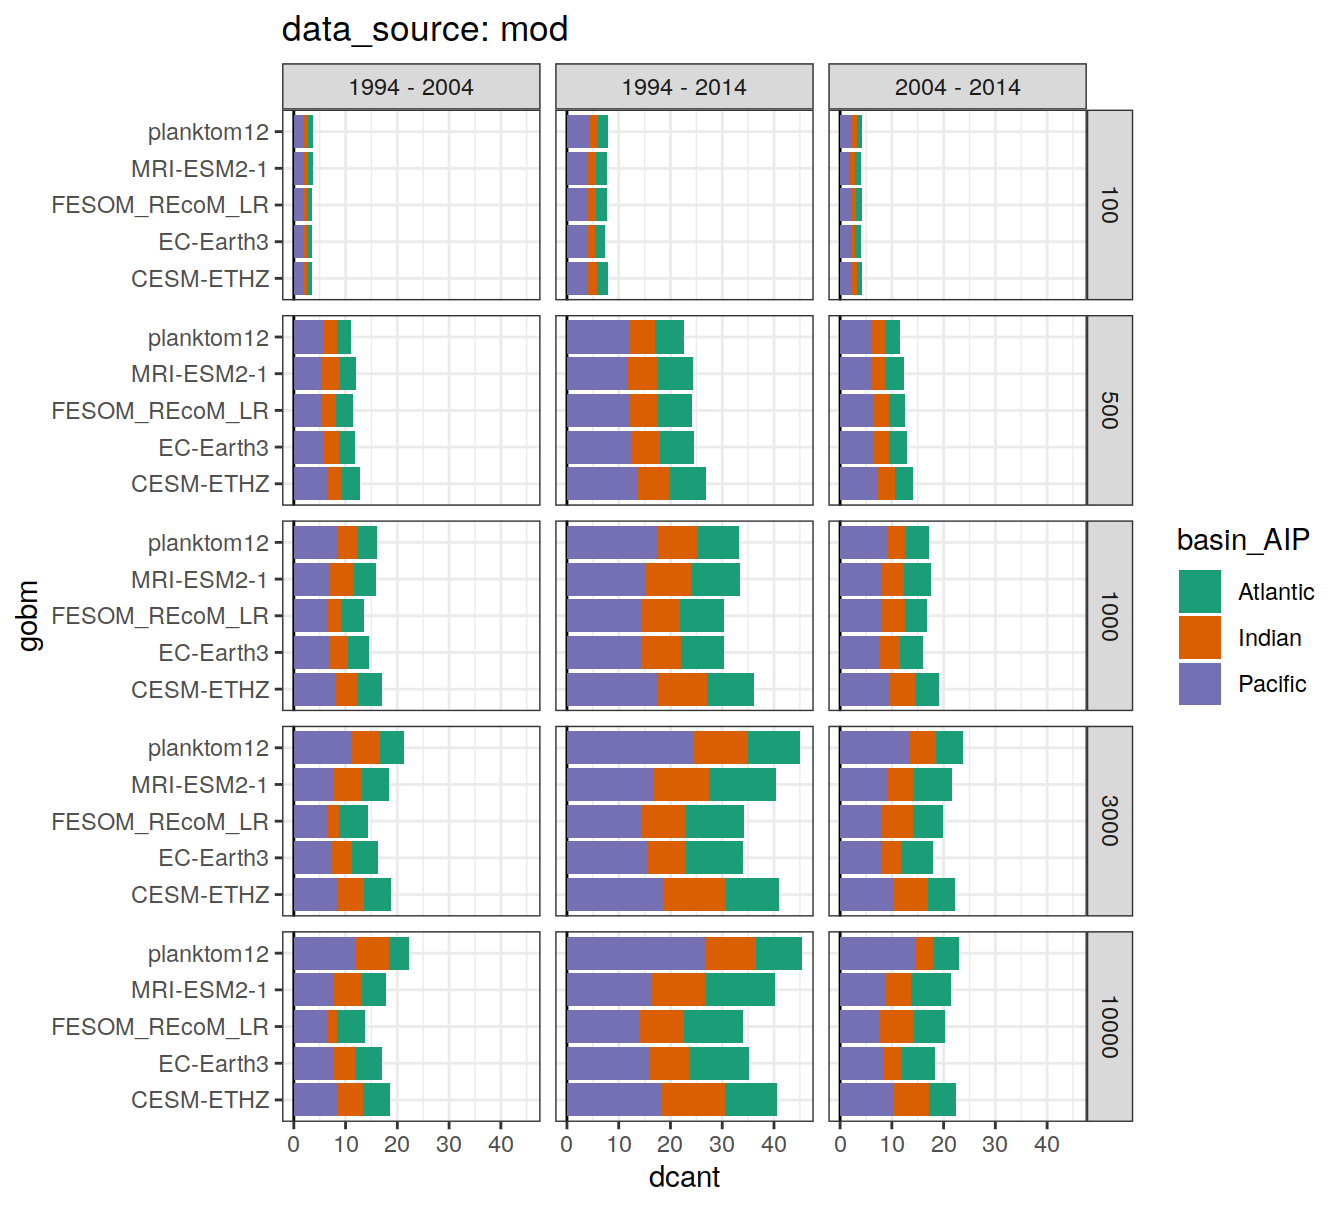 data_source: mod
1994 - 2004
1994 - 2014
2004 - 2014
planktom12
MRI-ESM2-1
FESOM_REcoM_LR
EC-Earth3
CESM-ETHZ
100
planktom12
MRI-ESM2-1
FESOM_REcoM_LR
EC-Earth3
CESM-ETHZ
500
planktom12
MRI-ESM2-1
FESOM_REcoM_LR
EC-Earth3
CESM-ETHZ
1000
planktom12
MRI-ESM2-1
FESOM_REcoM_LR
EC-Earth3
CESM-ETHZ
3000
planktom12
MRI-ESM2-1
FESOM_REcoM_LR
EC-Earth3
CESM-ETHZ
10000
gobm
0 10 20 30 40
0 10 20 30 40
0 10 20 30 40
dcant
basin_AIP
Atlantic
Indian
Pacific